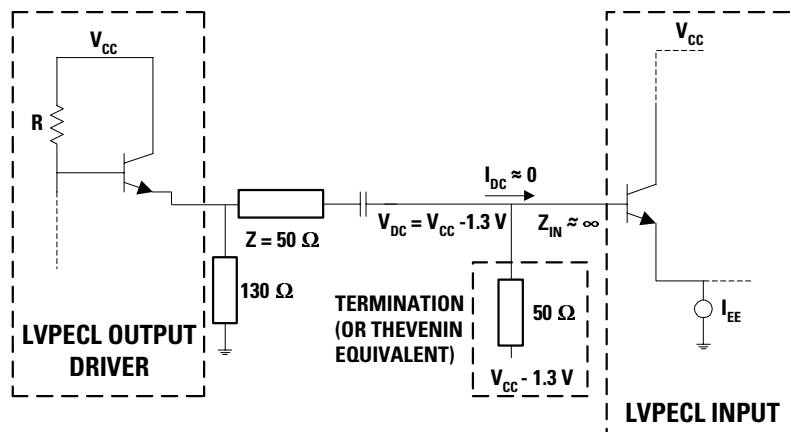 V_CC
R
Z = 50 Ω
130 Ω
LVPECL OUTPUT
DRIVER
V_DC = V_CC -1.3 V
I_DC ≈ 0
Z_IN ≈ ∞
TERMINATION
(OR THEVENIN
EQUIVALENT)
50 Ω
V_CC - 1.3 V
V_CC
I_EE
LVPECL INPUT